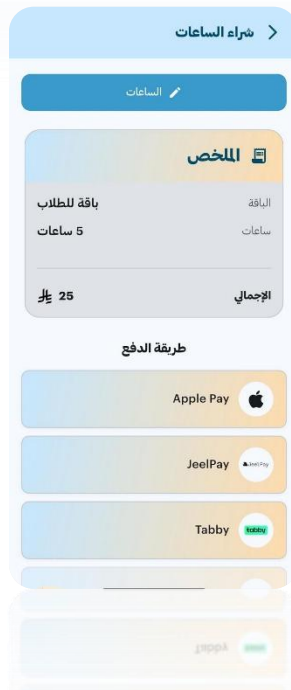 شراء الساعات
الساعات
الملخص
الباقة باقة للطلاب
ساعات 5 ساعات
الإجمالي 25
طريقة الدفع
Apple Pay
JeelPay
JeelPay
Tabby
tabby